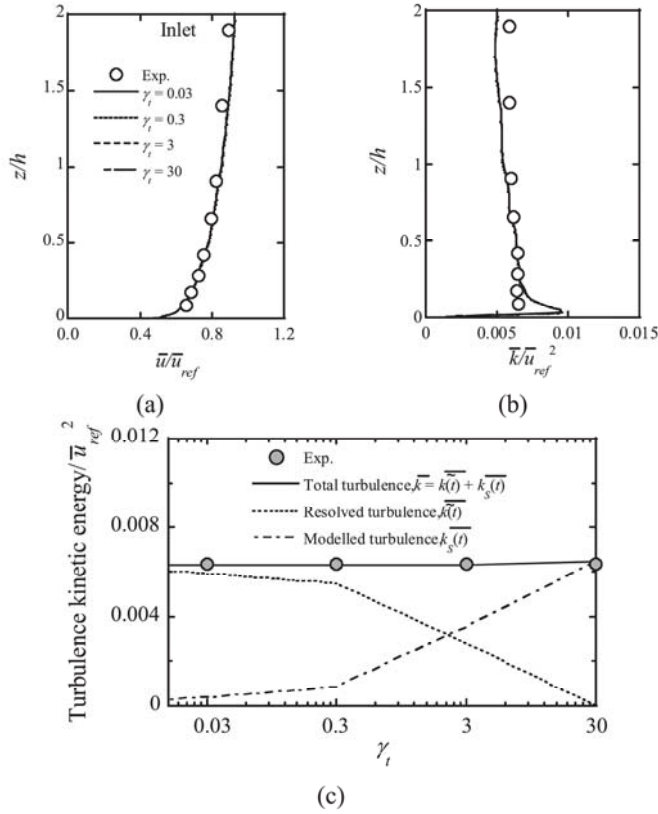 Inlet
Exp.
γt = 0.03
γt = 0.3
γt = 3
γt = 30
z/h
2
1.5
1
0.5
0
0.0 0.4 0.8 1.2
u̅/u̅ref
(a)
z/h
2
1.5
1
0.5
0
0 0.005 0.01 0.015
k̅/u̅ref²
(b)
Turbulence kinetic energy/u̅ref²
0.012
0.008
0.004
0
Exp.
Total turbulence,k̅ = k̃(t) + kS(t)
Resolved turbulence,k̃(t)
Modelled turbulence,kS(t)
0.03 0.3 3 30
γt
(c)